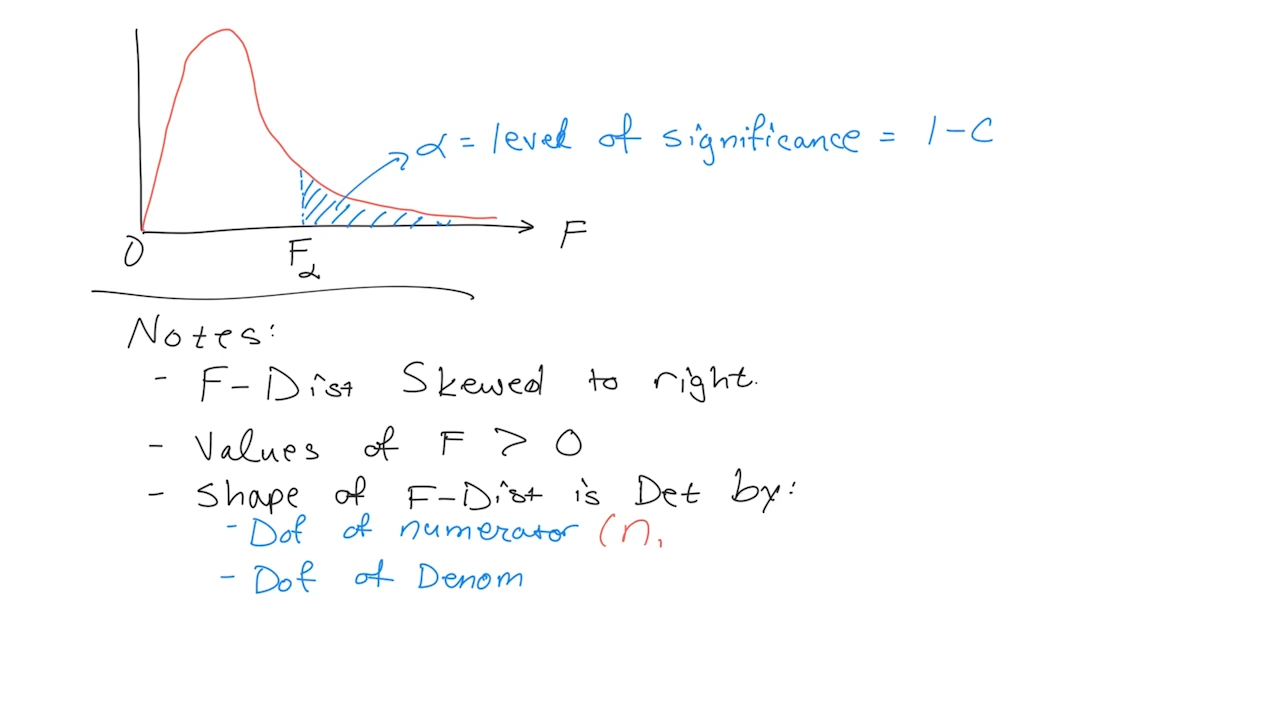 α = level of significance = 1 - C
0
F
Fα
Notes:
- F-Dist Skewed to right.
- Values of F > 0
- Shape of F-Dist is Det by:
- Dof of numerator (n,
- Dof of Denom